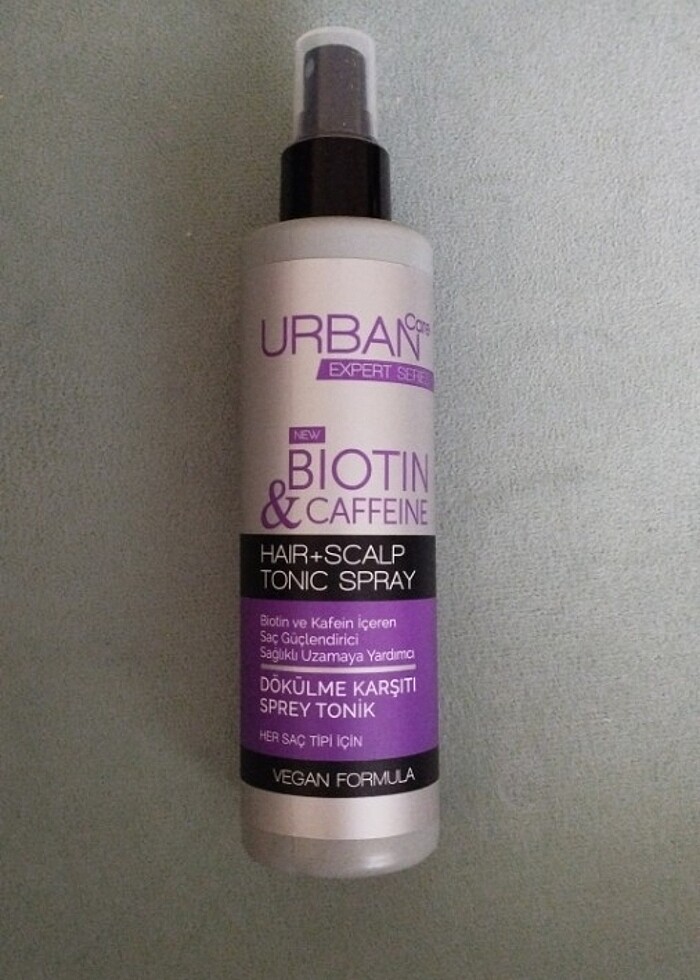 URBAN Care
EXPERT SERIES
NEW
BIOTIN
& CAFFEINE
HAIR+SCALP
TONIC SPRAY
Biotin ve Kafein İçeren
Saç Güçlendirici
Sağlıklı Uzamaya Yardımcı
DÖKÜLME KARŞITI
SPREY TONİK
HER SAÇ TİPİ İÇİN
VEGAN FORMULA